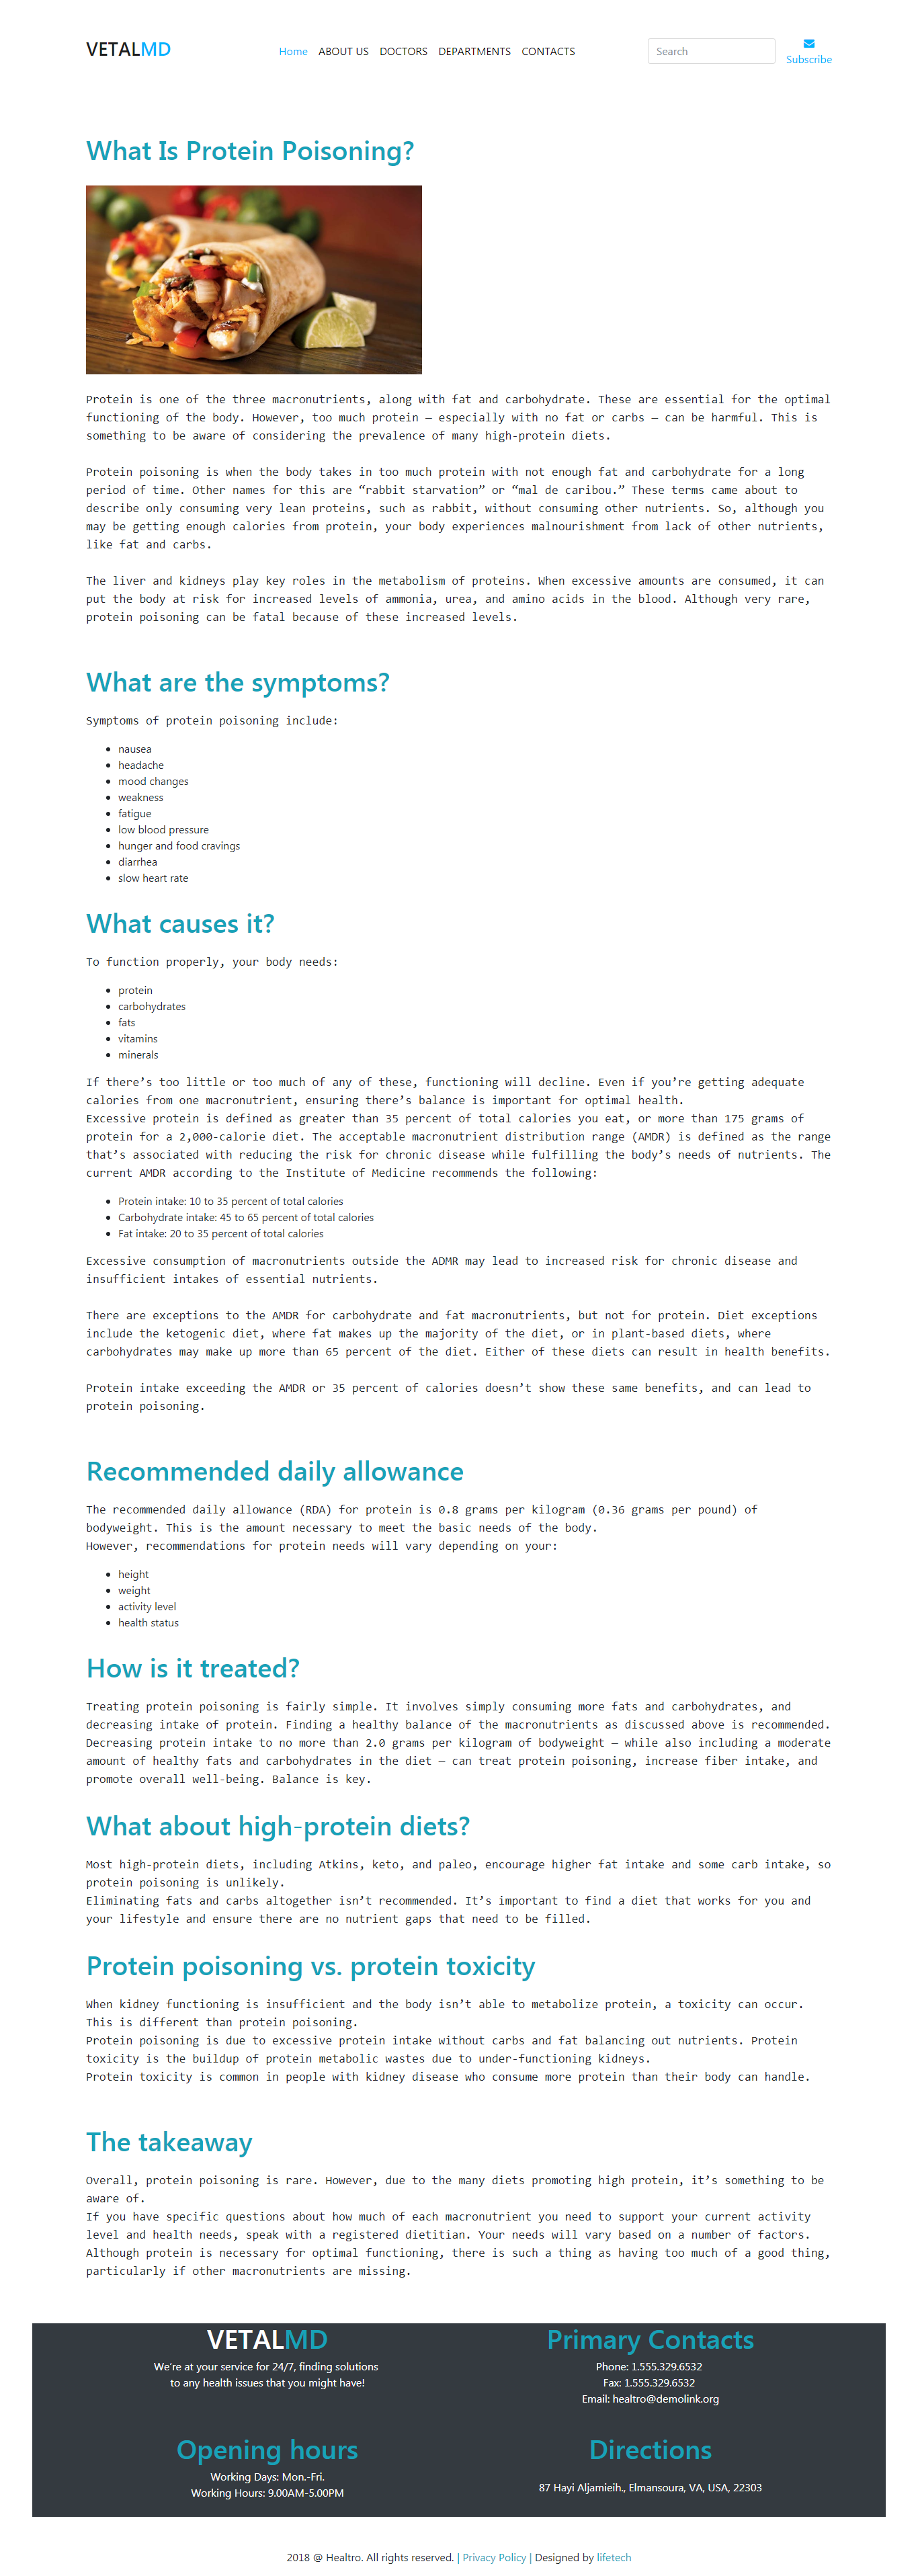 VETALMD
Home ABOUT US DOCTORS DEPARTMENTS CONTACTS
Search
Subscribe
What Is Protein Poisoning?
Protein is one of the three macronutrients, along with fat and carbohydrate. These are essential for the optimal
functioning of the body. However, too much protein — especially with no fat or carbs — can be harmful. This is
something to be aware of considering the prevalence of many high-protein diets.
Protein poisoning is when the body takes in too much protein with not enough fat and carbohydrate for a long
period of time. Other names for this are “rabbit starvation” or “mal de caribou.” These terms came about to
describe only consuming very lean proteins, such as rabbit, without consuming other nutrients. So, although you
may be getting enough calories from protein, your body experiences malnourishment from lack of other nutrients,
like fat and carbs.
The liver and kidneys play key roles in the metabolism of proteins. When excessive amounts are consumed, it can
put the body at risk for increased levels of ammonia, urea, and amino acids in the blood. Although very rare,
protein poisoning can be fatal because of these increased levels.
What are the symptoms?
Symptoms of protein poisoning include:
• nausea
• headache
• mood changes
• weakness
• fatigue
• low blood pressure
• hunger and food cravings
• diarrhea
• slow heart rate
What causes it?
To function properly, your body needs:
• protein
• carbohydrates
• fats
• vitamins
• minerals
If there’s too little or too much of any of these, functioning will decline. Even if you’re getting adequate
calories from one macronutrient, ensuring there’s balance is important for optimal health.
Excessive protein is defined as greater than 35 percent of total calories you eat, or more than 175 grams of
protein for a 2,000-calorie diet. The acceptable macronutrient distribution range (AMDR) is defined as the range
that’s associated with reducing the risk for chronic disease while fulfilling the body’s needs of nutrients. The
current AMDR according to the Institute of Medicine recommends the following:
• Protein intake: 10 to 35 percent of total calories
• Carbohydrate intake: 45 to 65 percent of total calories
• Fat intake: 20 to 35 percent of total calories
Excessive consumption of macronutrients outside the ADMR may lead to increased risk for chronic disease and
insufficient intakes of essential nutrients.
There are exceptions to the AMDR for carbohydrate and fat macronutrients, but not for protein. Diet exceptions
include the ketogenic diet, where fat makes up the majority of the diet, or in plant-based diets, where
carbohydrates may make up more than 65 percent of the diet. Either of these diets can result in health benefits.
Protein intake exceeding the AMDR or 35 percent of calories doesn’t show these same benefits, and can lead to
protein poisoning.
Recommended daily allowance
The recommended daily allowance (RDA) for protein is 0.8 grams per kilogram (0.36 grams per pound) of
bodyweight. This is the amount necessary to meet the basic needs of the body.
However, recommendations for protein needs will vary depending on your:
• height
• weight
• activity level
• health status
How is it treated?
Treating protein poisoning is fairly simple. It involves simply consuming more fats and carbohydrates, and
decreasing intake of protein. Finding a healthy balance of the macronutrients as discussed above is recommended.
Decreasing protein intake to no more than 2.0 grams per kilogram of bodyweight — while also including a moderate
amount of healthy fats and carbohydrates in the diet — can treat protein poisoning, increase fiber intake, and
promote overall well-being. Balance is key.
What about high-protein diets?
Most high-protein diets, including Atkins, keto, and paleo, encourage higher fat intake and some carb intake, so
protein poisoning is unlikely.
Eliminating fats and carbs altogether isn’t recommended. It’s important to find a diet that works for you and
your lifestyle and ensure there are no nutrient gaps that need to be filled.
Protein poisoning vs. protein toxicity
When kidney functioning is insufficient and the body isn’t able to metabolize protein, a toxicity can occur.
This is different than protein poisoning.
Protein poisoning is due to excessive protein intake without carbs and fat balancing out nutrients. Protein
toxicity is the buildup of protein metabolic wastes due to under-functioning kidneys.
Protein toxicity is common in people with kidney disease who consume more protein than their body can handle.
The takeaway
Overall, protein poisoning is rare. However, due to the many diets promoting high protein, it’s something to be
aware of.
If you have specific questions about how much of each macronutrient you need to support your current activity
level and health needs, speak with a registered dietitian. Your needs will vary based on a number of factors.
Although protein is necessary for optimal functioning, there is such a thing as having too much of a good thing,
particularly if other macronutrients are missing.
VETALMD
We’re at your service for 24/7, finding solutions
to any health issues that you might have!
Primary Contacts
Phone: 1.555.329.6532
Fax: 1.555.329.6532
Email: healtro@demolink.org
Opening hours
Working Days: Mon.-Fri.
Working Hours: 9.00AM-5.00PM
Directions
87 Hayi Aljamieih., Elmansoura, VA, USA, 22303
2018 @ Healtro. All rights reserved. | Privacy Policy | Designed by lifetech